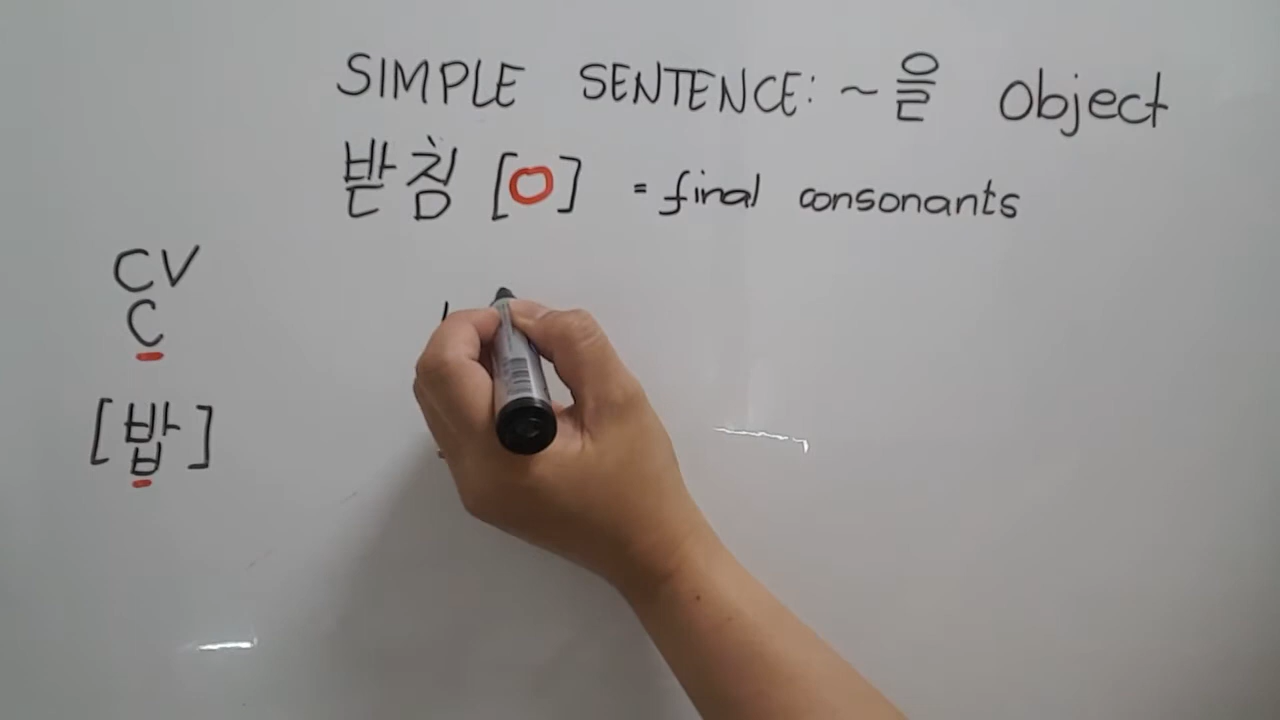 SIMPLE SENTENCE: ~을 Object
받침 [O] = final consonants
CV
C
[밥]